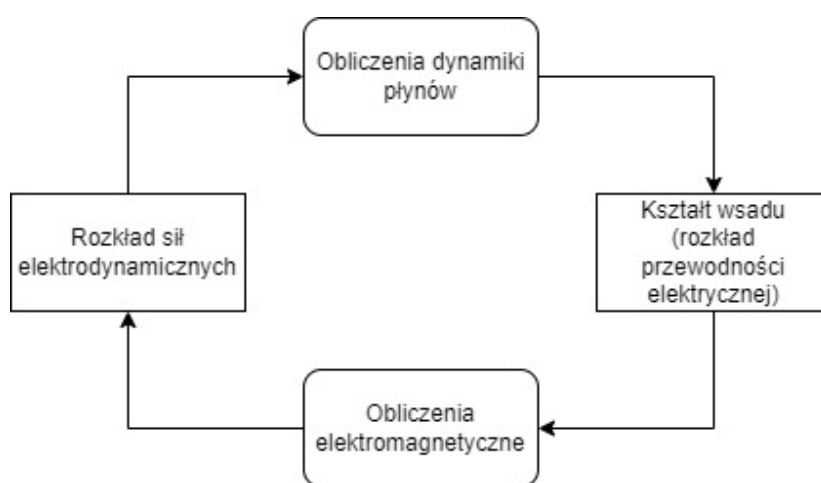 Obliczenia dynamiki
płynów
Rozkład sił
elektrodynamicznych
Kształt wsadu
(rozkład
przewodności
elektrycznej)
Obliczenia
elektromagnetyczne